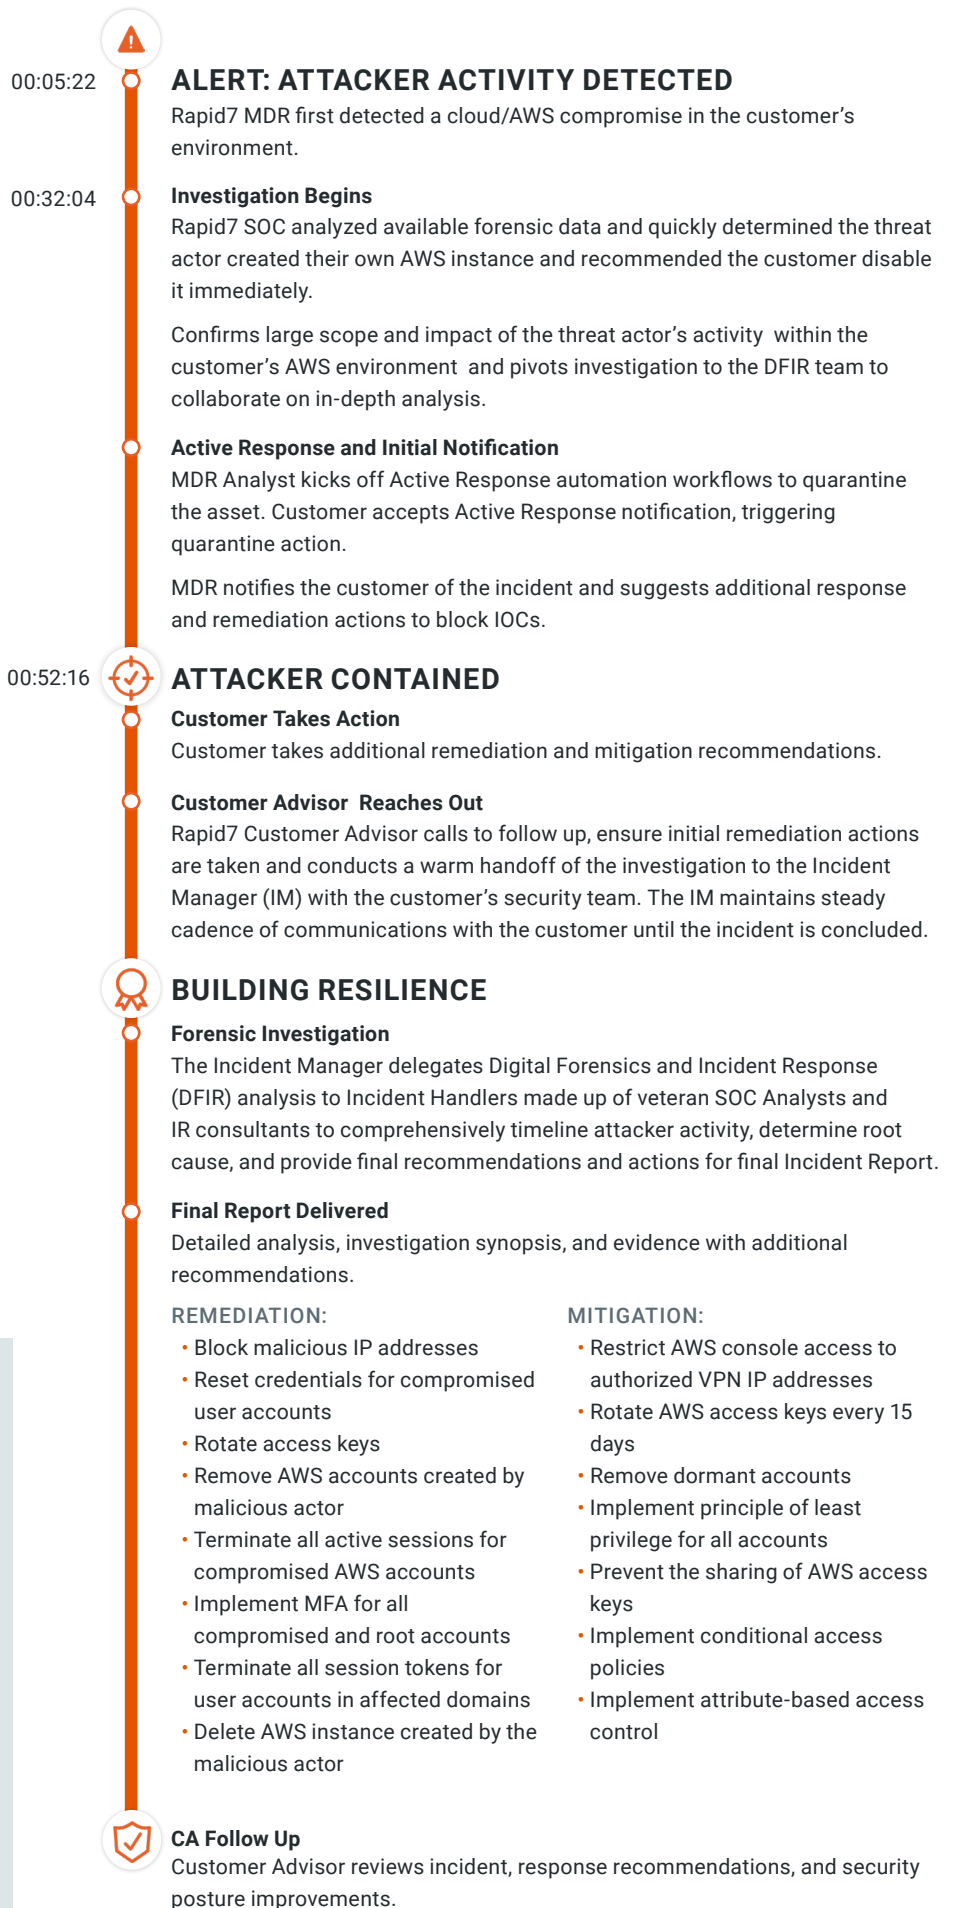 00:05:22
ALERT: ATTACKER ACTIVITY DETECTED
Rapid7 MDR first detected a cloud/AWS compromise in the customer’s
environment.
00:32:04
Investigation Begins
Rapid7 SOC analyzed available forensic data and quickly determined the threat
actor created their own AWS instance and recommended the customer disable
it immediately.
Confirms large scope and impact of the threat actor’s activity within the
customer’s AWS environment and pivots investigation to the DFIR team to
collaborate on in-depth analysis.
Active Response and Initial Notification
MDR Analyst kicks off Active Response automation workflows to quarantine
the asset. Customer accepts Active Response notification, triggering
quarantine action.
MDR notifies the customer of the incident and suggests additional response
and remediation actions to block IOCs.
00:52:16
ATTACKER CONTAINED
Customer Takes Action
Customer takes additional remediation and mitigation recommendations.
Customer Advisor Reaches Out
Rapid7 Customer Advisor calls to follow up, ensure initial remediation actions
are taken and conducts a warm handoff of the investigation to the Incident
Manager (IM) with the customer’s security team. The IM maintains steady
cadence of communications with the customer until the incident is concluded.
BUILDING RESILIENCE
Forensic Investigation
The Incident Manager delegates Digital Forensics and Incident Response
(DFIR) analysis to Incident Handlers made up of veteran SOC Analysts and
IR consultants to comprehensively timeline attacker activity, determine root
cause, and provide final recommendations and actions for final Incident Report.
Final Report Delivered
Detailed analysis, investigation synopsis, and evidence with additional
recommendations.
REMEDIATION:
• Block malicious IP addresses
• Reset credentials for compromised
user accounts
• Rotate access keys
• Remove AWS accounts created by
malicious actor
• Terminate all active sessions for
compromised AWS accounts
• Implement MFA for all
compromised and root accounts
• Terminate all session tokens for
user accounts in affected domains
• Delete AWS instance created by the
malicious actor
MITIGATION:
• Restrict AWS console access to
authorized VPN IP addresses
• Rotate AWS access keys every 15
days
• Remove dormant accounts
• Implement principle of least
privilege for all accounts
• Prevent the sharing of AWS access
keys
• Implement conditional access
policies
• Implement attribute-based access
control
CA Follow Up
Customer Advisor reviews incident, response recommendations, and security
posture improvements.